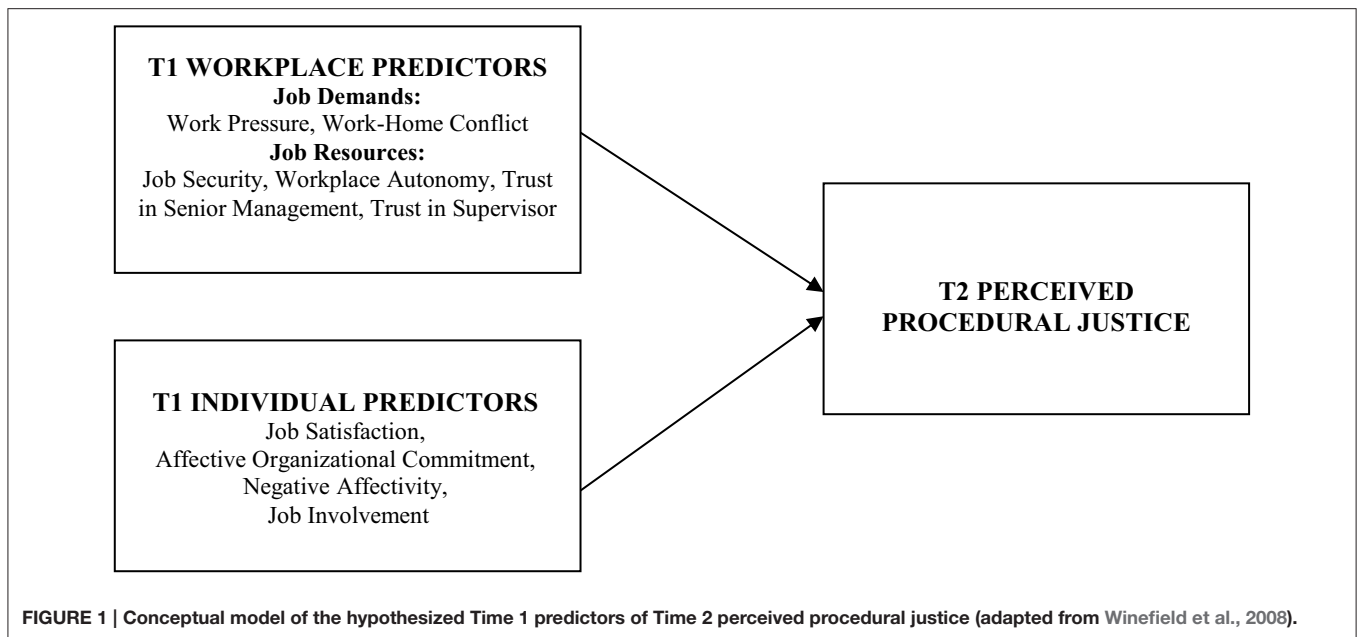 T1 WORKPLACE PREDICTORS
Job Demands:
Work Pressure, Work-Home Conflict
Job Resources:
Job Security, Workplace Autonomy, Trust
in Senior Management, Trust in Supervisor
T1 INDIVIDUAL PREDICTORS
Job Satisfaction,
Affective Organizational Commitment,
Negative Affectivity,
Job Involvement
T2 PERCEIVED
PROCEDURAL JUSTICE
FIGURE 1 | Conceptual model of the hypothesized Time 1 predictors of Time 2 perceived procedural justice (adapted from Winefield et al., 2008).